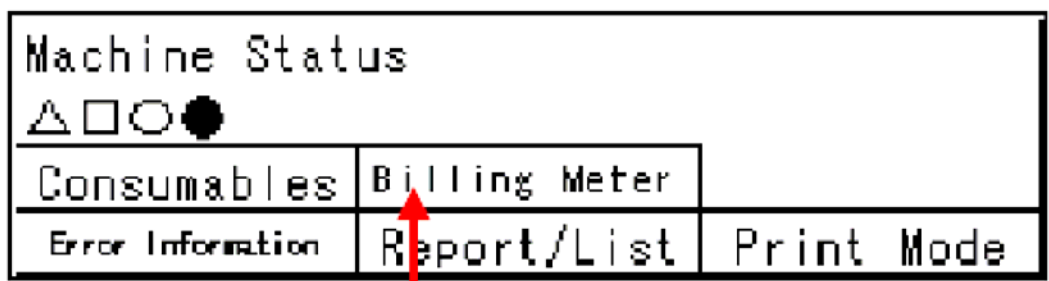 Machine Status
△□○●
Consumables Billing Meter
Error Information Report/List Print Mode